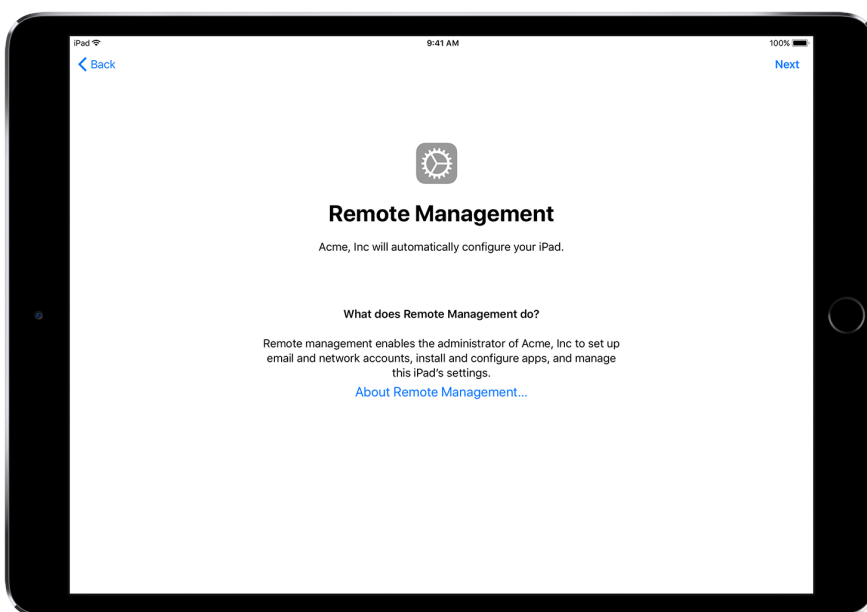 iPad
9:41 AM
100%
Back
Next
Remote Management
Acme, Inc will automatically configure your iPad.
What does Remote Management do?
Remote management enables the administrator of Acme, Inc to set up
email and network accounts, install and configure apps, and manage
this iPad's settings.
About Remote Management...